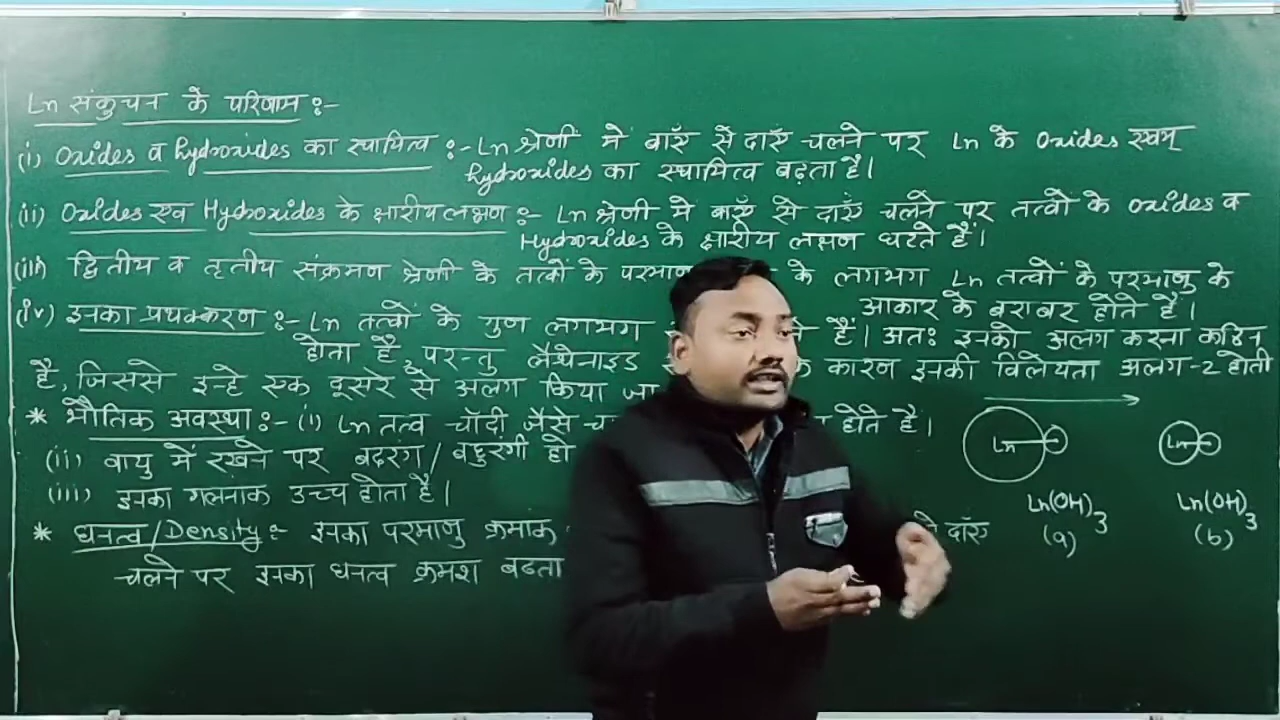 Ln संकुचन के परिणाम :-
(i) Oxides व hydroxides का स्थायित्व :- Ln श्रेणी में बाएँ से दाएँ चलने पर Ln के Oxides एवम्
hydroxides का स्थायित्व बढ़ता है।
(ii) Oxides एवं Hydroxides के क्षारीय लक्षण :- Ln श्रेणी में बाएँ से दाएँ चलने पर तत्वों के Oxides व
Hydroxides के क्षारीय लक्षण घटते हैं।
(iii) द्वितीय व तृतीय संक्रमण श्रेणी के तत्वों के के लगभग Ln तत्वों के परमाणु के
आकार के बराबर होते हैं।
(iv) इनका प्रथक्करण :- Ln तत्वों के गुण लगभग हैं। अतः इनको अलग करना कठिन
होता है, परन्तु लैंथेनाइड कारण इनकी विलेयता अलग-2 होती
है, जिससे इन्हे एक दूसरे से अलग किया
* भौतिक अवस्था :- (i) Ln तत्व चाँदी जैसे होते है।
(ii) वायु में रखने पर बदरंग/बहुरंगी
(iii) इनका गलनांक उच्च होता है।
* घनत्व/Density :- इनका परमाणु क्रमांक दाएँ
चलने पर इनका घनत्व क्रमश बढता
Ln
Ln
Ln(OH)3
(a)
Ln(OH)3
(b)